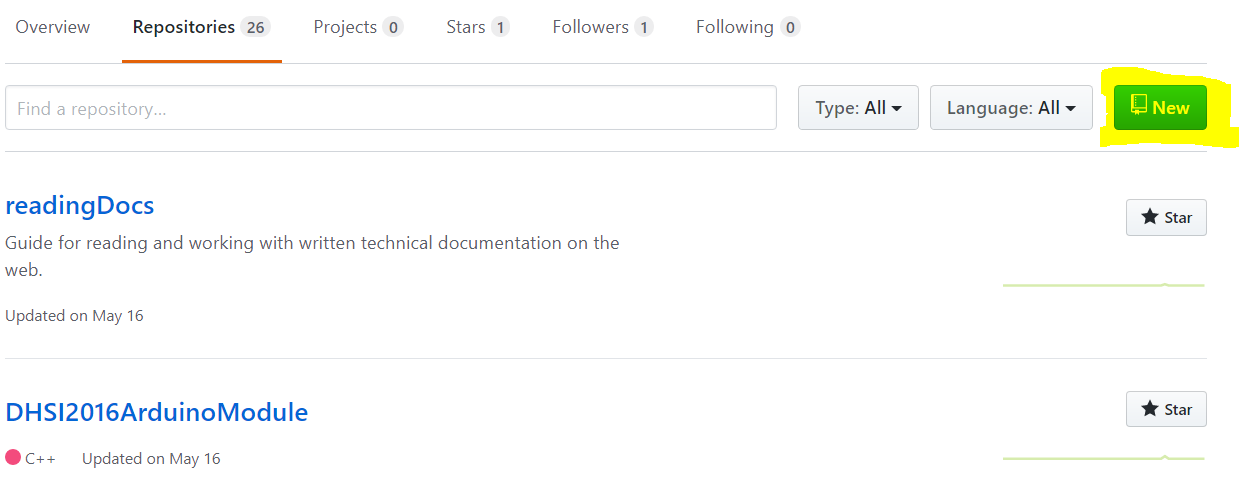 Overview Repositories 26 Projects 0 Stars 1 Followers 1 Following 0
Find a repository... Type: All Language: All New
readingDocs
Star
Guide for reading and working with written technical documentation on the
web.
Updated on May 16
DHSI2016ArduinoModule
Star
C++ Updated on May 16